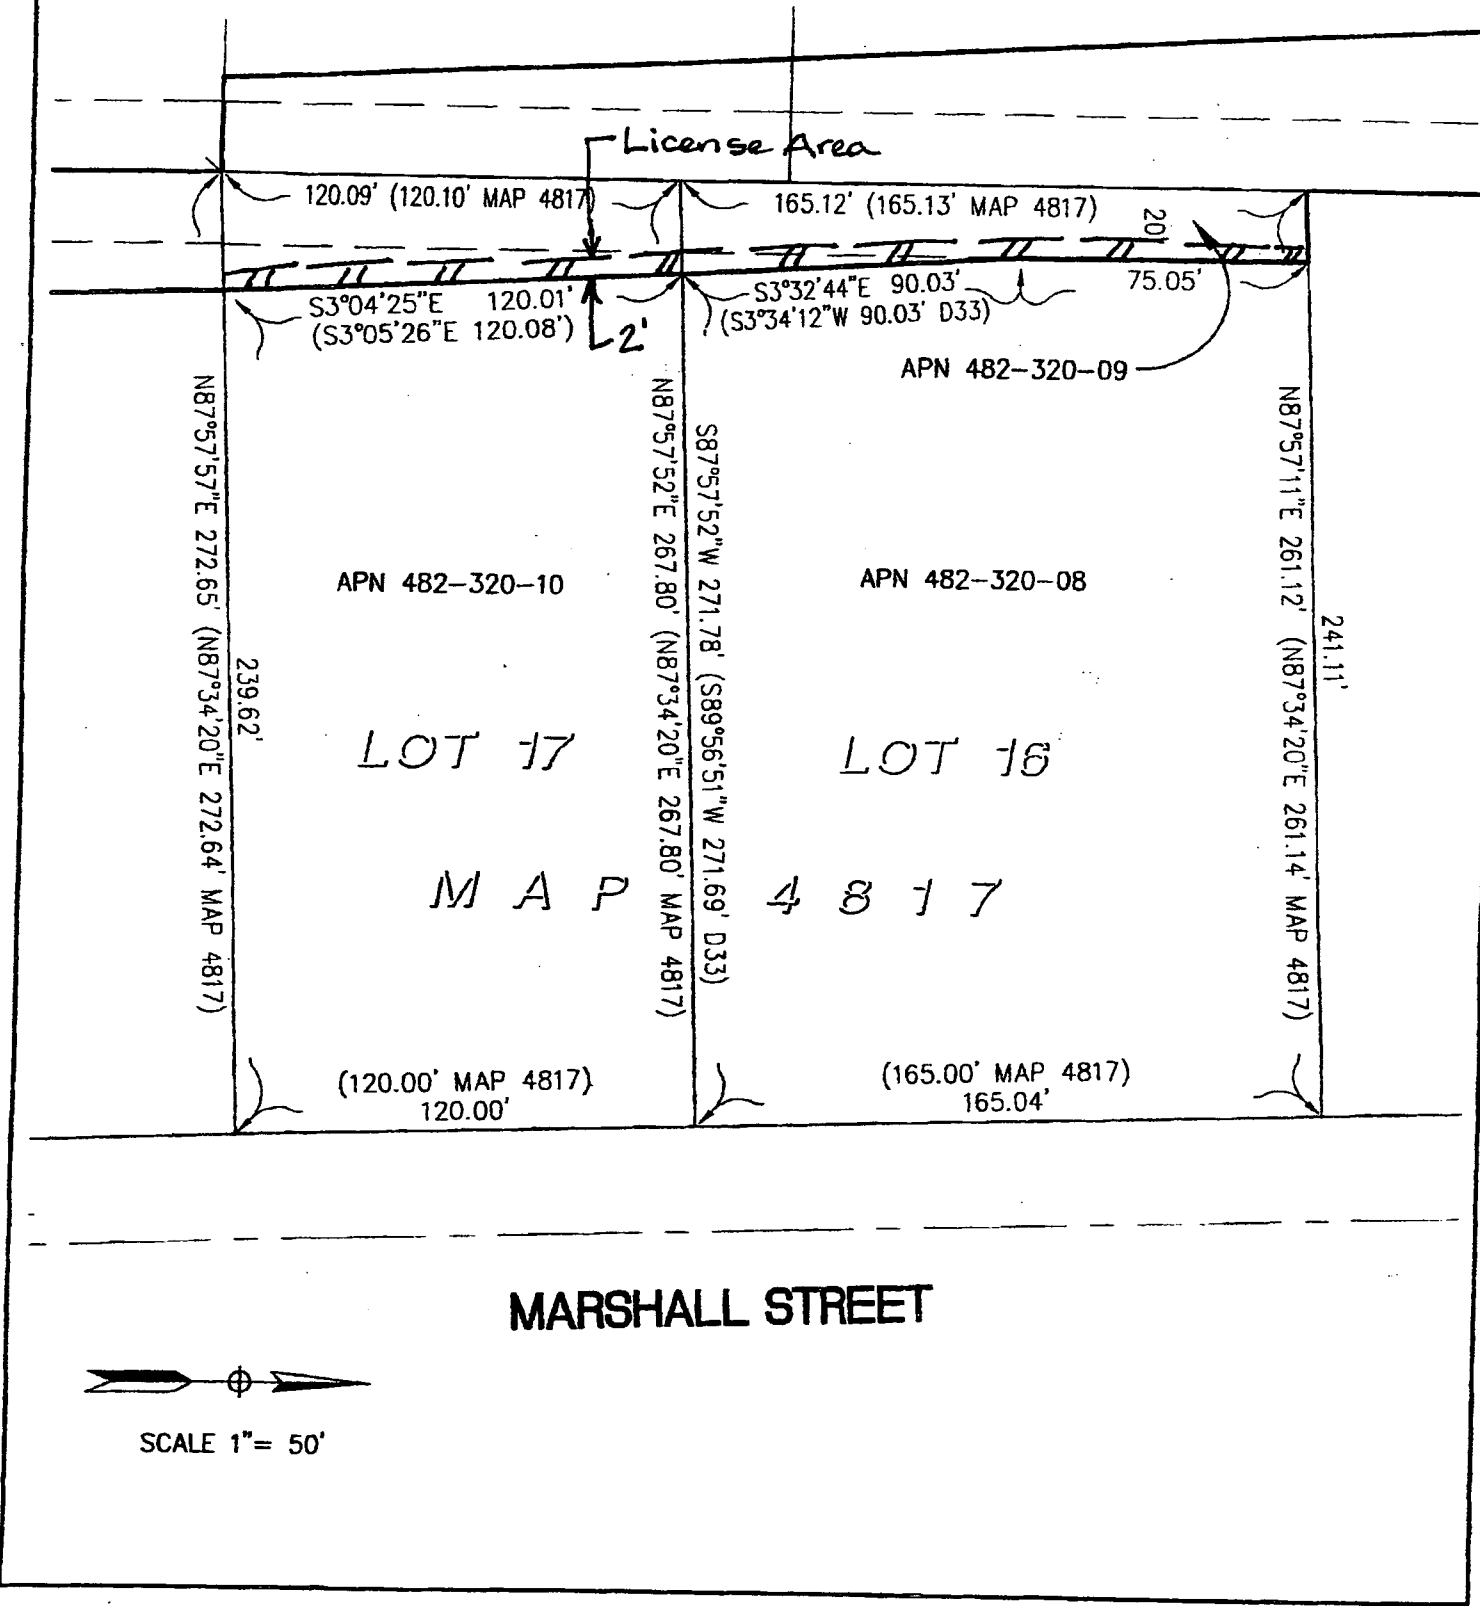 License Area
120.09' (120.10' MAP 4817)
165.12' (165.13' MAP 4817)
20'
S3°04'25"E 120.01'
(S3°05'26"E 120.08')
2'
S3°32'44"E 90.03'
(S3°34'12"W 90.03' D33)
75.05'
APN 482-320-09
N87°57'57"E 272.65' (N87°34'20"E 272.64' MAP 4817)
239.62'
N87°57'52"E 267.80' (N87°34'20"E 267.80' MAP 4817)
S87°57'52"W 271.78' (S89°56'51"W 271.69' D33)
N87°57'11"E 261.12' (N87°34'20"E 261.14' MAP 4817)
241.11'
APN 482-320-10
APN 482-320-08
LOT 17
LOT 16
MAP 4817
(120.00' MAP 4817)
120.00'
(165.00' MAP 4817)
165.04'
MARSHALL STREET
SCALE 1"= 50'